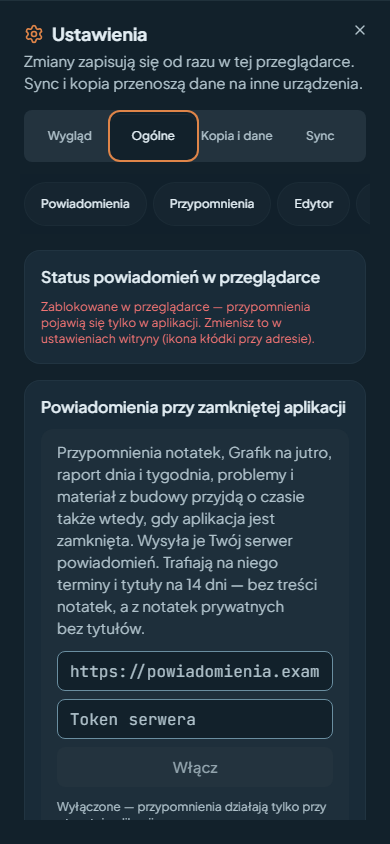 Ustawienia
Zmiany zapisują się od razu w tej przeglądarce.
Sync i kopia przenoszą dane na inne urządzenia.
Wygląd
Ogólne
Kopia i dane
Sync
Powiadomienia
Przypomnienia
Edytor
Status powiadomień w przeglądarce
Zablokowane w przeglądarce — przypomnienia
pojawią się tylko w aplikacji. Zmienisz to w
ustawieniach witryny (ikona kłódki przy adresie).
Powiadomienia przy zamkniętej aplikacji
Przypomnienia notatek, Grafik na jutro,
raport dnia i tygodnia, problemy i
materiał z budowy przyjdą o czasie
także wtedy, gdy aplikacja jest
zamknięta. Wysyła je Twój serwer
powiadomień. Trafiają na niego
terminy i tytuły na 14 dni — bez treści
notatek, a z notatek prywatnych
bez tytułów.
https://powiadomienia.exam
Token serwera
Włącz
Wyłączone — przypomnienia działają tylko przy